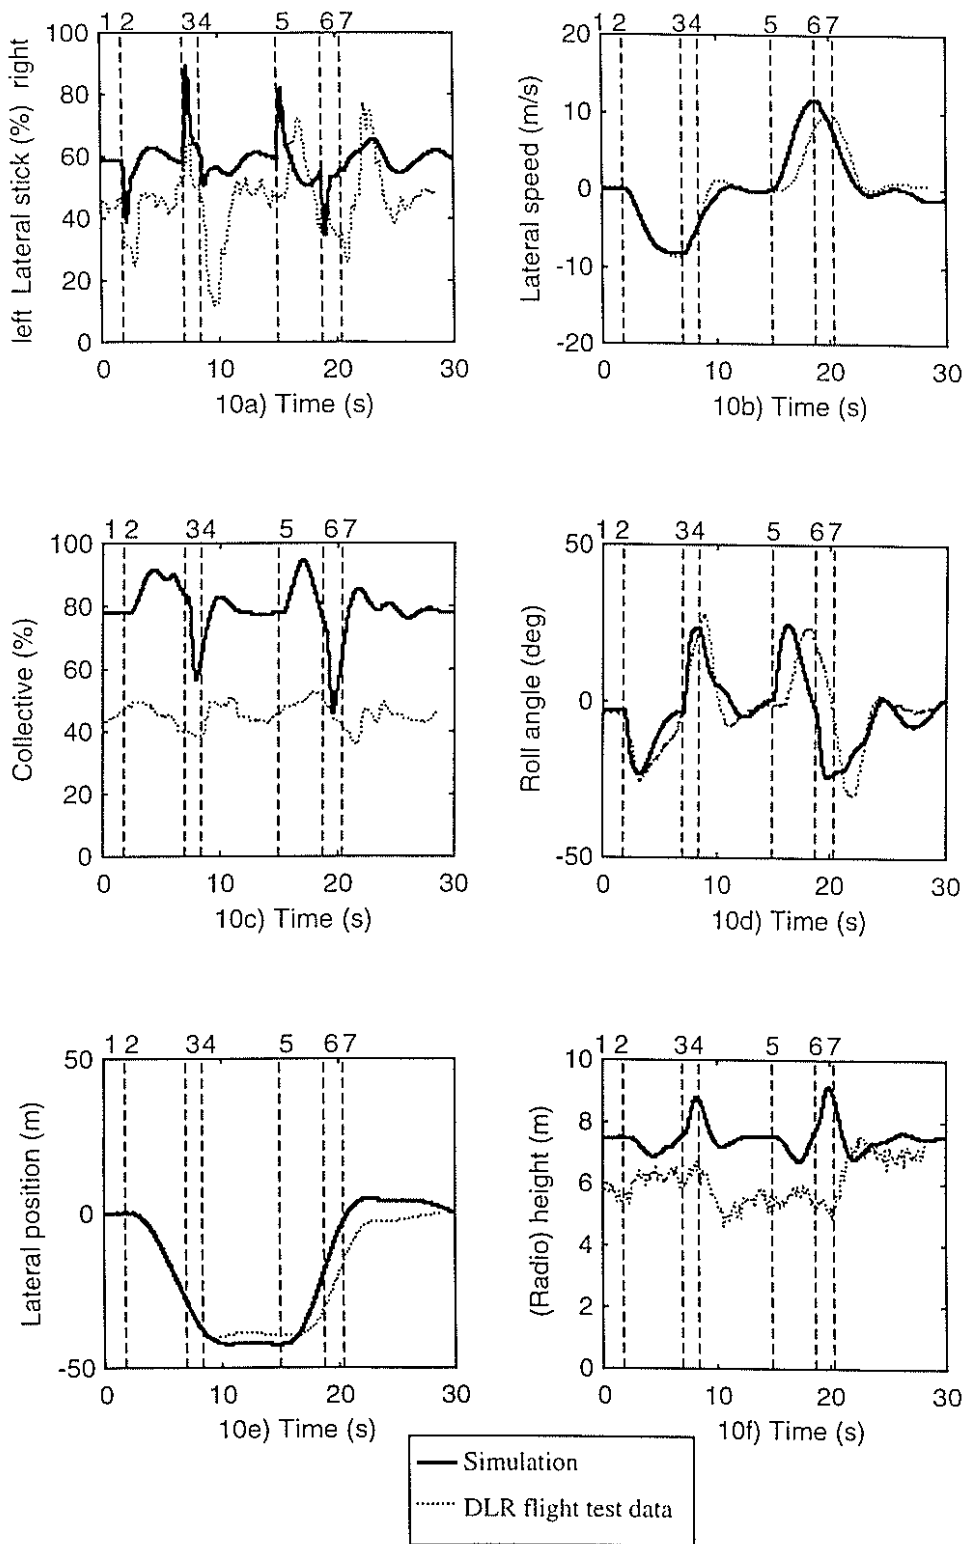 1 2 3 4 5 6 7
100
80
60
40
20
0
left Lateral stick (%) right
0 10 20 30
10a) Time (s)
1 2 3 4 5 6 7
20
10
0
-10
-20
Lateral speed (m/s)
0 10 20 30
10b) Time (s)
1 2 3 4 5 6 7
100
80
60
40
20
0
Collective (%)
0 10 20 30
10c) Time (s)
1 2 3 4 5 6 7
50
0
-50
Roll angle (deg)
0 10 20 30
10d) Time (s)
1 2 3 4 5 6 7
50
0
-50
Lateral position (m)
0 10 20 30
10e) Time (s)
1 2 3 4 5 6 7
10
8
6
4
2
0
(Radio) height (m)
0 10 20 30
10f) Time (s)
Simulation
DLR flight test data